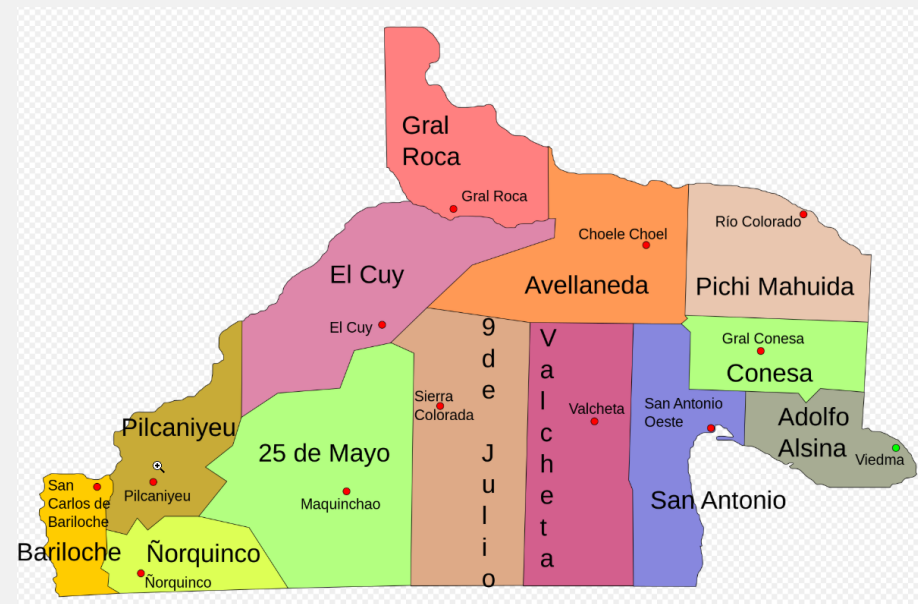 Gral
Roca
Gral Roca
Choele Choel
Río Colorado
El Cuy
Avellaneda
Pichi Mahuida
El Cuy
9 de Julio
Valcheta
Gral Conesa
Conesa
Sierra
Colorada
Valcheta
San Antonio
Oeste
Adolfo
Alsina
Viedma
Pilcaniyeu
25 de Mayo
San
Carlos de
Bariloche
Pilcaniyeu
Maquinchao
San Antonio
Bariloche
Ñorquinco
Ñorquinco